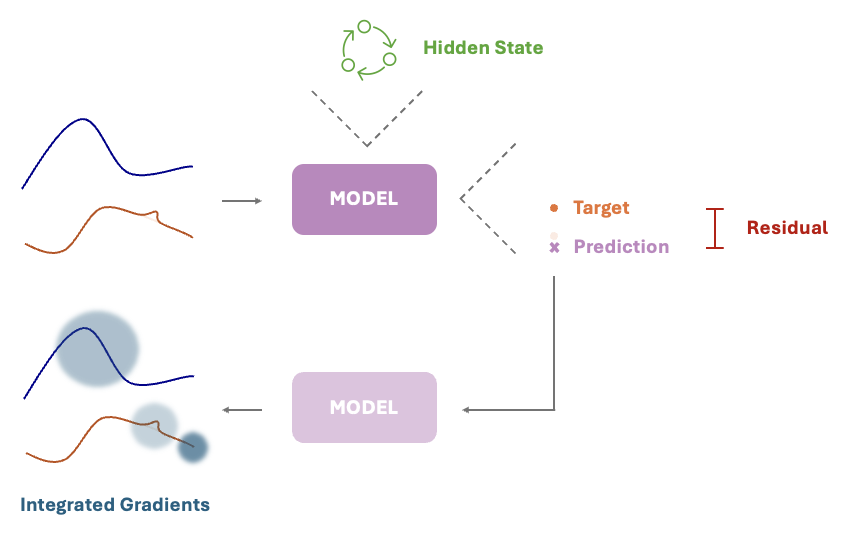 Hidden State
MODEL
Target
Prediction
Residual
MODEL
Integrated Gradients